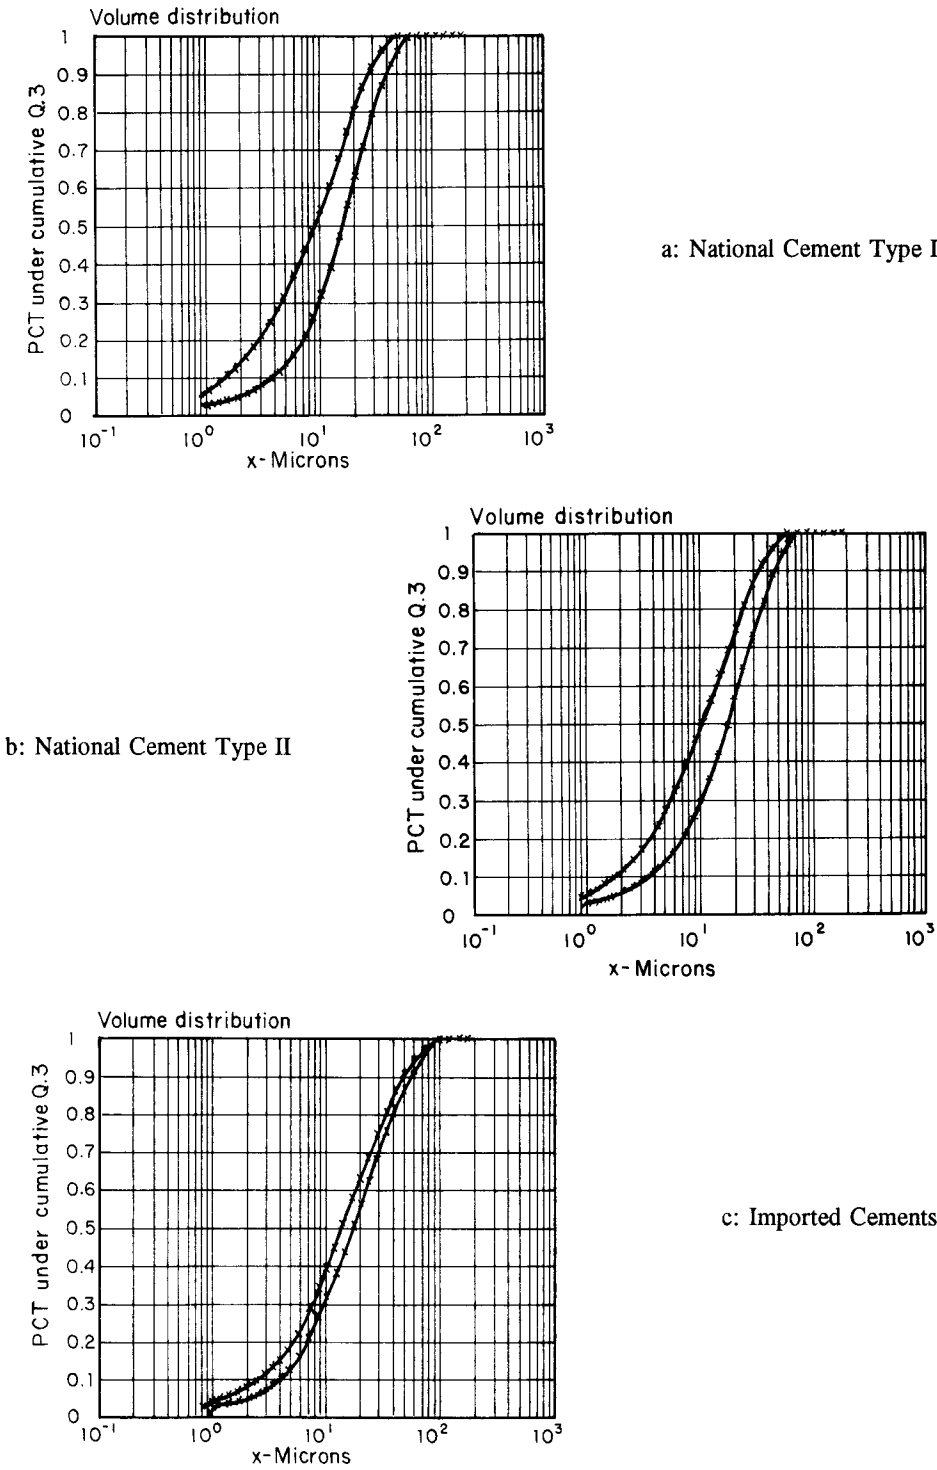 Volume distribution
PCT under cumulative Q.3
1
0.9
0.8
0.7
0.6
0.5
0.4
0.3
0.2
0.1
0
10⁻¹ 10⁰ 10¹ 10² 10³
x-Microns
a: National Cement Type I
Volume distribution
PCT under cumulative Q.3
1
0.9
0.8
0.7
0.6
0.5
0.4
0.3
0.2
0.1
0
10⁻¹ 10⁰ 10¹ 10² 10³
x-Microns
b: National Cement Type II
Volume distribution
PCT under cumulative Q.3
1
0.9
0.8
0.7
0.6
0.5
0.4
0.3
0.2
0.1
0
10⁻¹ 10⁰ 10¹ 10² 10³
x-Microns
c: Imported Cements